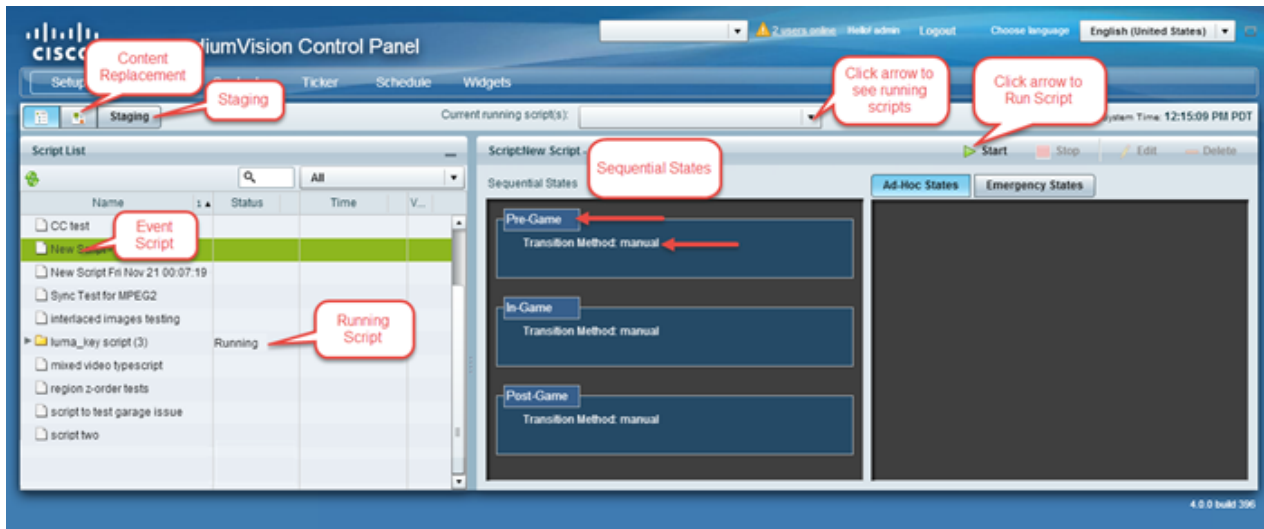 CISCO
diumVision Control Panel
2 users online Hello! admin Logout Choose language English (United States)
Content Replacement
Setup Ticker Schedule Widgets
Staging
Click arrow to see running scripts
Click arrow to Run Script
Staging
Current running script(s):
System Time: 12:15:09 PM PDT
Script List
Script:New Script
Start Stop Edit Delete
Sequential States
All
Sequential States
Ad-Hoc States Emergency States
Name 1 Status Time V...
CC test
Event Script
New
New Script Fri Nov 21 00:07:19
Sync Test for MPEG2
interlaced images testing
luma_key script (3) Running
Running Script
mixed video typescript
region z-order tests
script to test garage issue
script two
Pre-Game
Transition Method: manual
In-Game
Transition Method: manual
Post-Game
Transition Method: manual
4.0.0 build 396